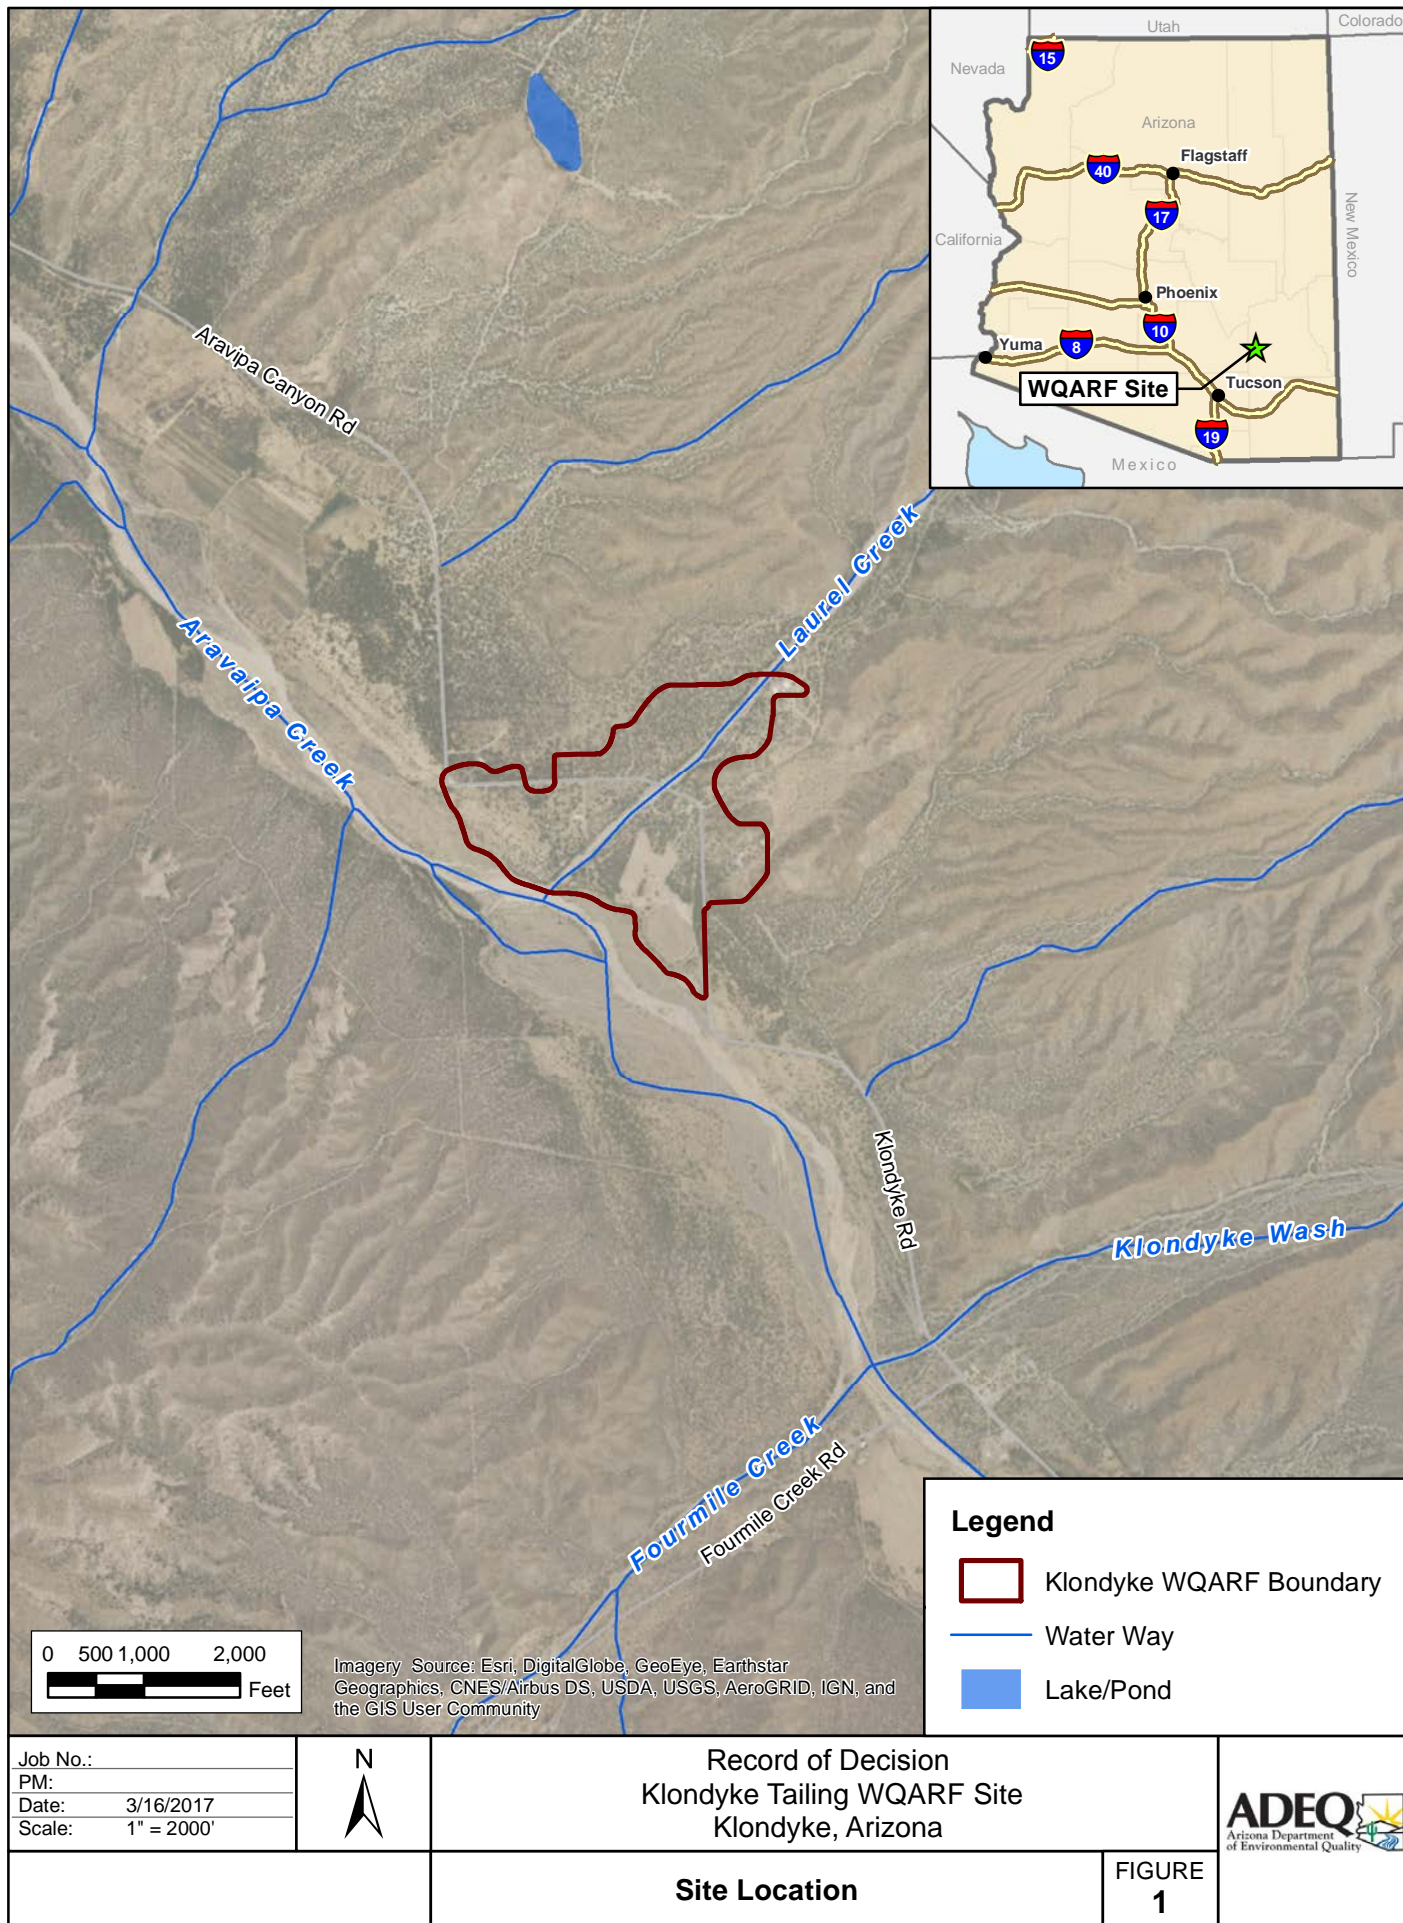 Utah
Colorado
15
Nevada
Arizona
Flagstaff
40
17
New Mexico
California
Phoenix
10
Yuma
8
WQARF Site
Tucson
19
Mexico
Aravipa Canyon Rd
Laurel Creek
Aravaipa Creek
Klondyke Rd
Klondyke Wash
Fourmile Creek
Fourmile Creek Rd
Legend
Klondyke WQARF Boundary
Water Way
Lake/Pond
0 500 1,000 2,000
Feet
Imagery Source: Esri, DigitalGlobe, GeoEye, Earthstar
Geographics, CNES/Airbus DS, USDA, USGS, AeroGRID, IGN, and
the GIS User Community
Job No.:
PM:
Date: 3/16/2017
Scale: 1" = 2000'
N
Record of Decision
Klondyke Tailing WQARF Site
Klondyke, Arizona
ADEQ
Arizona Department
of Environmental Quality
Site Location
FIGURE
1